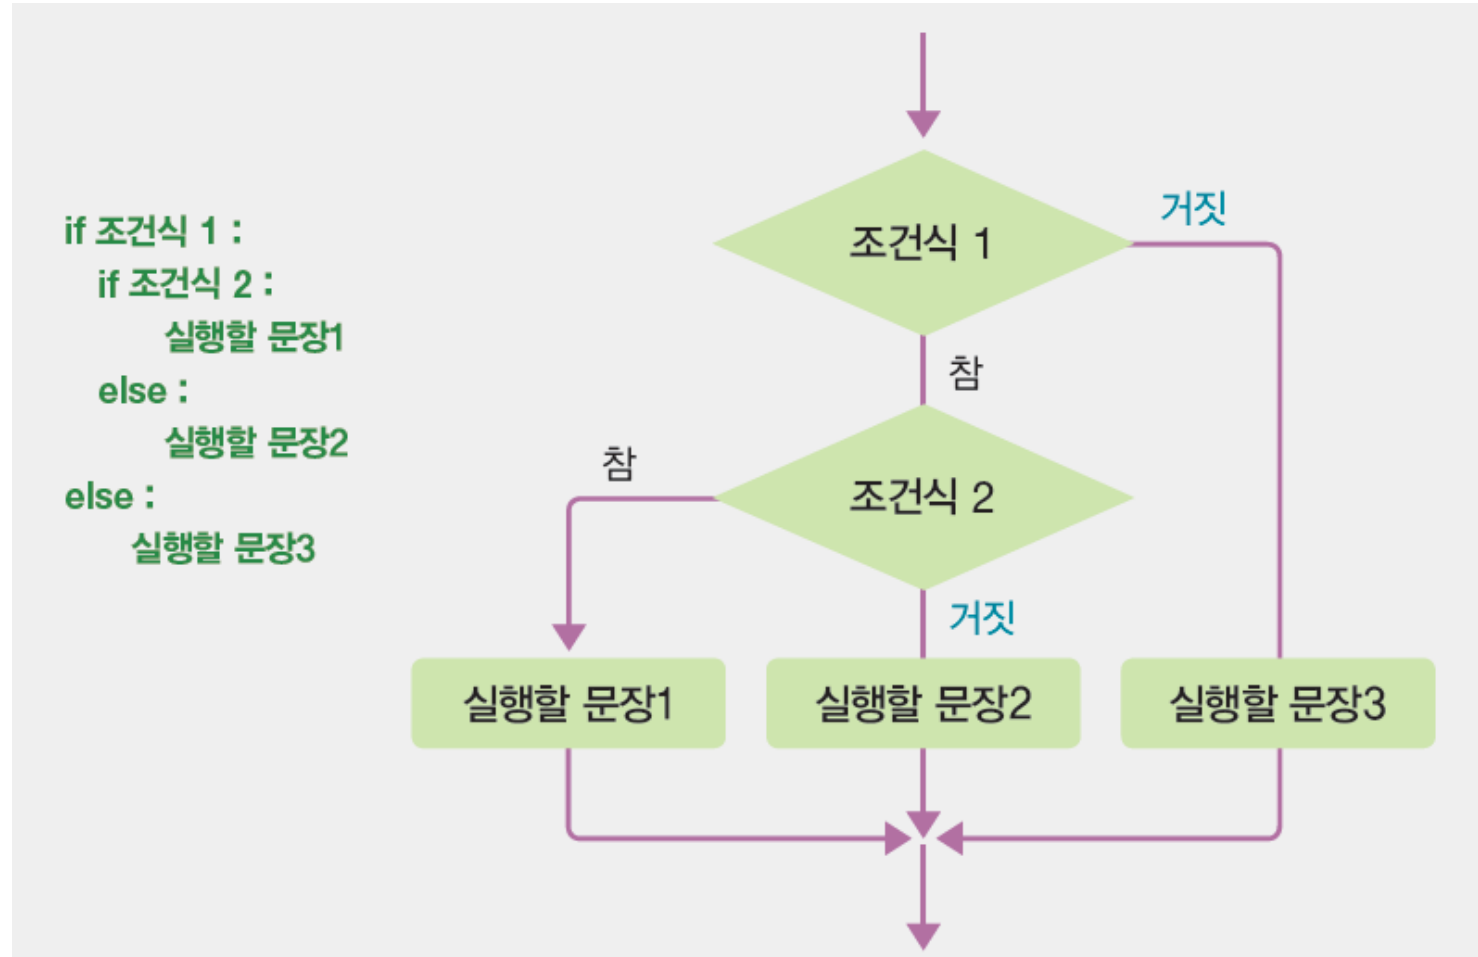 if 조건식 1 :
if 조건식 2 :
실행할 문장1
else :
실행할 문장2
else :
실행할 문장3
조건식 1
거짓
참
조건식 2
참
거짓
실행할 문장1
실행할 문장2
실행할 문장3